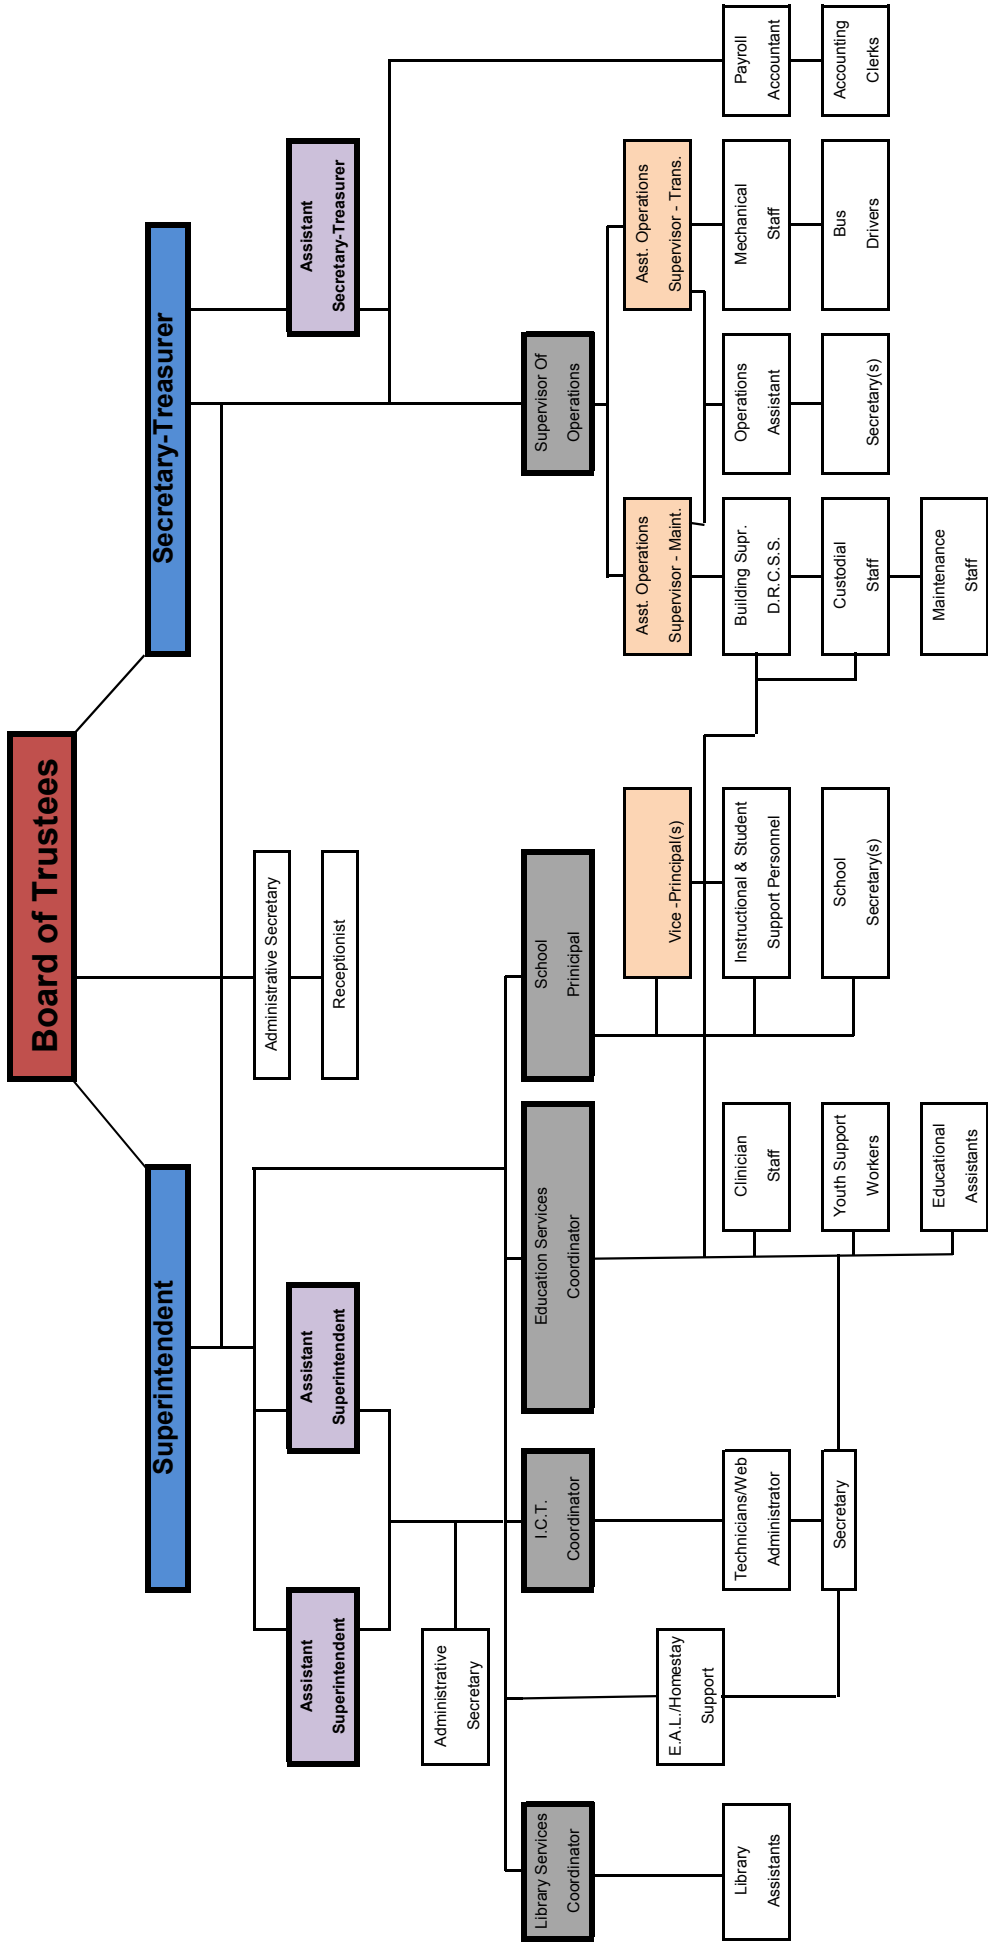 Board of Trustees
Superintendent
Secretary-Treasurer
Administrative Secretary
Receptionist
Assistant
Superintendent
Assistant
Superintendent
Assistant
Secretary-Treasurer
Administrative
Secretary
Library Services
Coordinator
I.C.T.
Coordinator
Education Services
Coordinator
School
Prinicipal
Supervisor Of
Operations
Vice -Principal(s)
Asst. Operations
Supervisor - Maint.
Asst. Operations
Supervisor - Trans.
E.A.L./Homestay
Support
Library
Assistants
Technicians/Web
Administrator
Clinician
Staff
Instructional & Student
Support Personnel
Building Supr.
D.R.C.S.S.
Operations
Assistant
Mechanical
Staff
Payroll
Accountant
Secretary
Youth Support
Workers
School
Secretary(s)
Custodial
Staff
Secretary(s)
Bus
Drivers
Accounting
Clerks
Educational
Assistants
Maintenance
Staff